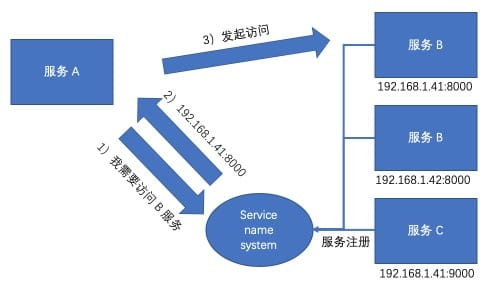 服务 A
3）发起访问
服务 B
192.168.1.41:8000
2）192.168.1.41:8000
1）我需要访问 B 服务
服务 B
192.168.1.42:8000
Service
name
system
服务注册
服务 C
192.168.1.41:9000